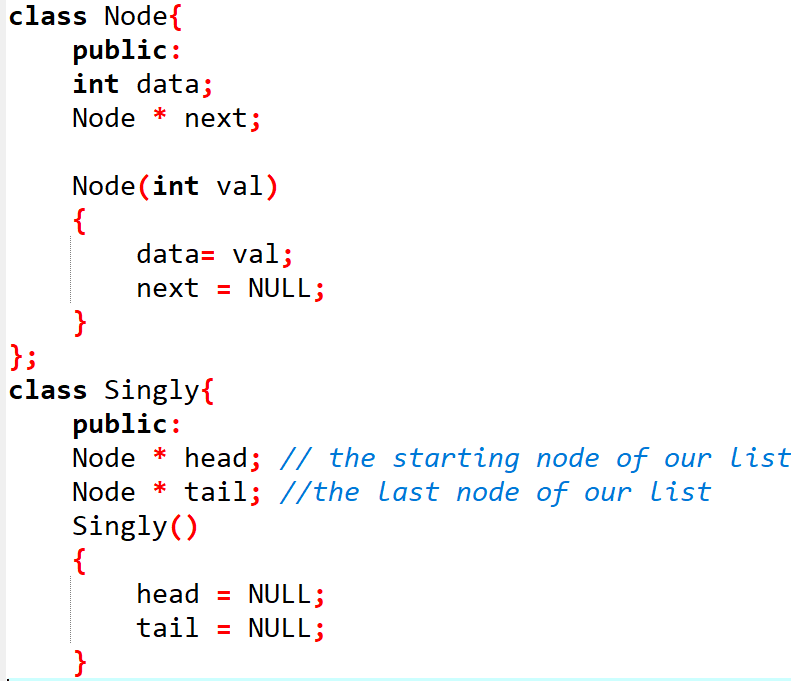 class Node{
    public:
    int data;
    Node * next;

    Node(int val)
    {
        data= val;
        next = NULL;
    }
};
class Singly{
    public:
    Node * head; // the starting node of our list
    Node * tail; //the last node of our list
    Singly()
    {
        head = NULL;
        tail = NULL;
    }